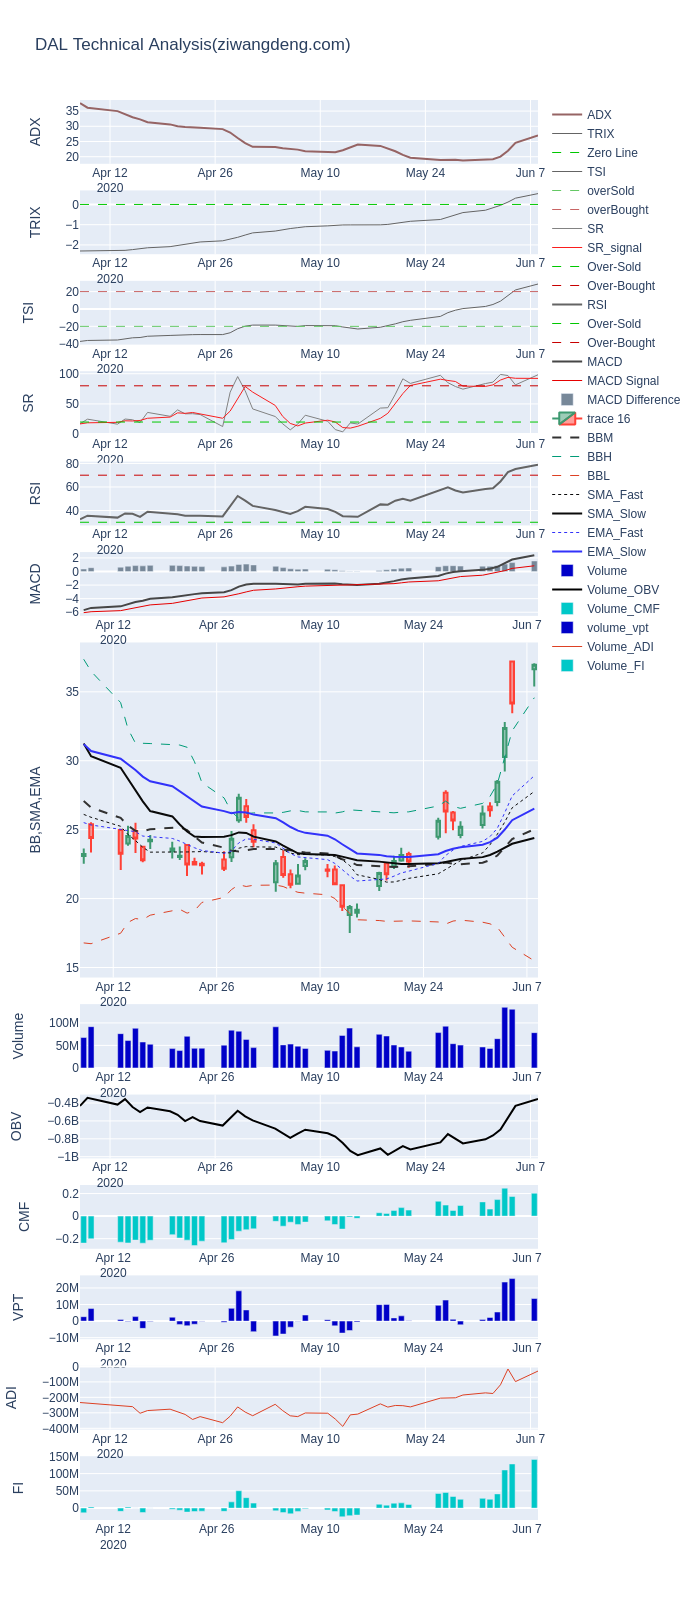 DAL Technical Analysis(ziwangdeng.com)
ADX
35
30
25
20
Apr 12
2020
Apr 26
May 10
May 24
Jun 7
TRIX
0
−1
−2
Apr 12
2020
Apr 26
May 10
May 24
Jun 7
TSI
20
0
−20
−40
Apr 12
2020
Apr 26
May 10
May 24
Jun 7
SR
100
50
0
Apr 12
2020
Apr 26
May 10
May 24
Jun 7
RSI
80
60
40
Apr 12
2020
Apr 26
May 10
May 24
Jun 7
MACD
2
0
−2
−4
−6
Apr 12
2020
Apr 26
May 10
May 24
Jun 7
BB,SMA,EMA
35
30
25
20
15
Apr 12
2020
Apr 26
May 10
May 24
Jun 7
Volume
100M
50M
0
Apr 12
2020
Apr 26
May 10
May 24
Jun 7
OBV
−0.4B
−0.6B
−0.8B
−1B
Apr 12
2020
Apr 26
May 10
May 24
Jun 7
CMF
0.2
0
−0.2
Apr 12
2020
Apr 26
May 10
May 24
Jun 7
VPT
20M
10M
0
−10M
Apr 12
2020
Apr 26
May 10
May 24
Jun 7
ADI
0
−100M
−200M
−300M
−400M
Apr 12
2020
Apr 26
May 10
May 24
Jun 7
FI
150M
100M
50M
0
Apr 12
2020
Apr 26
May 10
May 24
Jun 7
ADX
TRIX
Zero Line
TSI
overSold
overBought
SR
SR_signal
Over-Sold
Over-Bought
RSI
Over-Sold
Over-Bought
MACD
MACD Signal
MACD Difference
trace 16
BBM
BBH
BBL
SMA_Fast
SMA_Slow
EMA_Fast
EMA_Slow
Volume
Volume_OBV
Volume_CMF
volume_vpt
Volume_ADI
Volume_FI